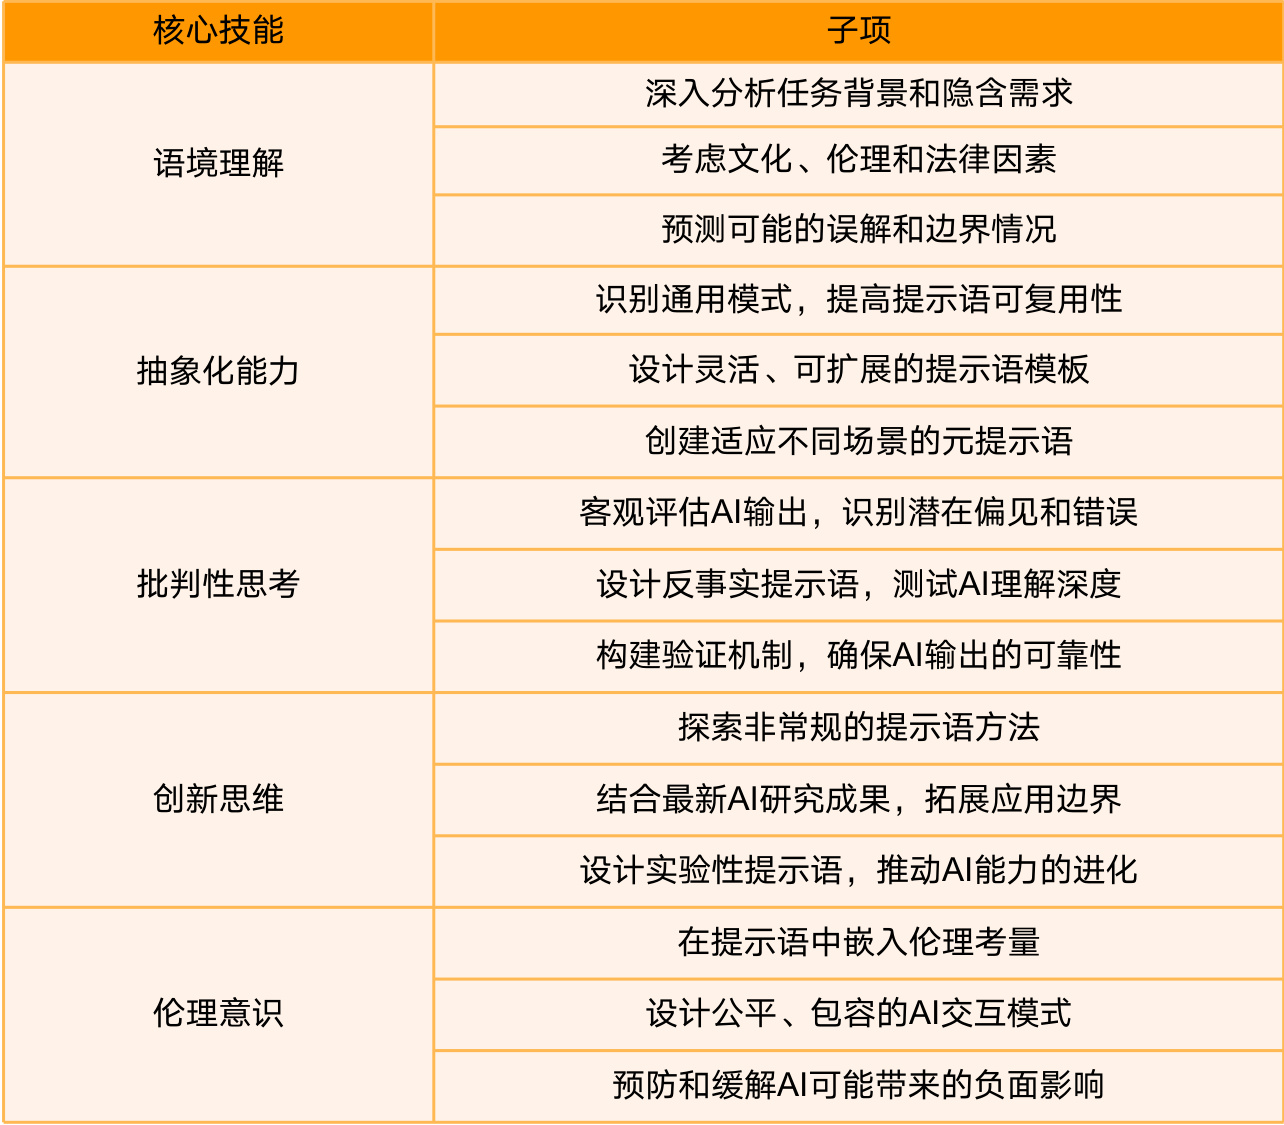 核心技能
子项
语境理解
深入分析任务背景和隐含需求
考虑文化、伦理和法律因素
预测可能的误解和边界情况
抽象化能力
识别通用模式，提高提示语可复用性
设计灵活、可扩展的提示语模板
创建适应不同场景的元提示语
批判性思考
客观评估AI输出，识别潜在偏见和错误
设计反事实提示语，测试AI理解深度
构建验证机制，确保AI输出的可靠性
创新思维
探索非常规的提示语方法
结合最新AI研究成果，拓展应用边界
设计实验性提示语，推动AI能力的进化
伦理意识
在提示语中嵌入伦理考量
设计公平、包容的AI交互模式
预防和缓解AI可能带来的负面影响